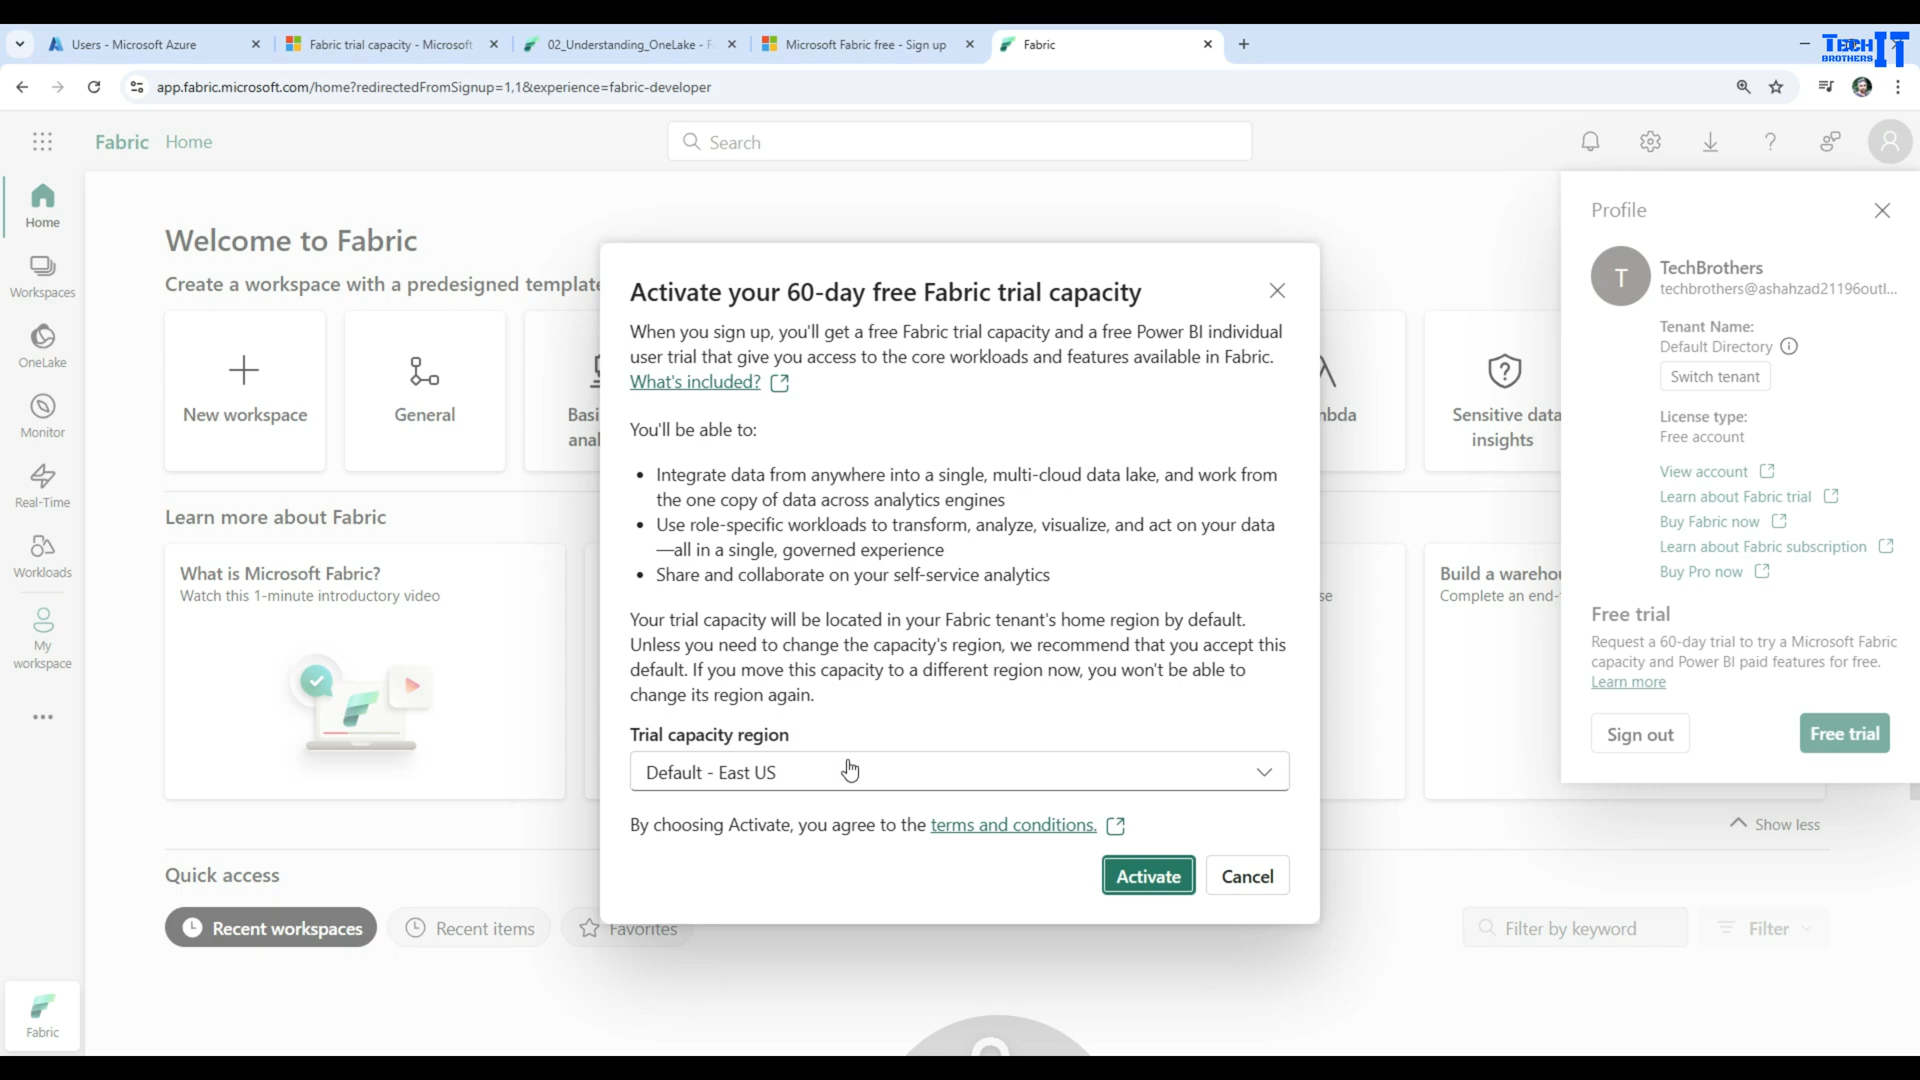 Users - Microsoft Azure
Fabric trial capacity - Microsoft
02_Understanding_OneLake - F
Microsoft Fabric free - Sign up
Fabric
TECH IT
BROTHERS
app.fabric.microsoft.com/home?redirectedFromSignup=1,1&experience=fabric-developer
Fabric Home
Search
Home
Workspaces
OneLake
Monitor
Real-Time
Workloads
My
workspace
Fabric
Welcome to Fabric
Create a workspace with a predesigned template
New workspace
General
Basi
anal
bda
Sensitive data
insights
Learn more about Fabric
What is Microsoft Fabric?
Watch this 1-minute introductory video
se
Build a wareho
Complete an end-
Show less
Quick access
Recent workspaces
Recent items
Favorites
Filter by keyword
Filter
Activate your 60-day free Fabric trial capacity
When you sign up, you'll get a free Fabric trial capacity and a free Power BI individual
user trial that give you access to the core workloads and features available in Fabric.
What's included?
You'll be able to:
• Integrate data from anywhere into a single, multi-cloud data lake, and work from
the one copy of data across analytics engines
• Use role-specific workloads to transform, analyze, visualize, and act on your data
—all in a single, governed experience
• Share and collaborate on your self-service analytics
Your trial capacity will be located in your Fabric tenant's home region by default.
Unless you need to change the capacity's region, we recommend that you accept this
default. If you move this capacity to a different region now, you won't be able to
change its region again.
Trial capacity region
Default - East US
By choosing Activate, you agree to the terms and conditions.
Activate
Cancel
Profile
T
TechBrothers
techbrothers@ashahzad21196outl...
Tenant Name:
Default Directory
Switch tenant
License type:
Free account
View account
Learn about Fabric trial
Buy Fabric now
Learn about Fabric subscription
Buy Pro now
Free trial
Request a 60-day trial to try a Microsoft Fabric
capacity and Power BI paid features for free.
Learn more
Sign out
Free trial